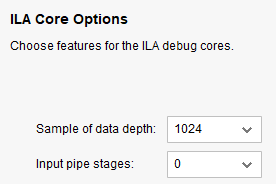 ILA Core Options
Choose features for the ILA debug cores.
Sample of data depth: 1024
Input pipe stages: 0